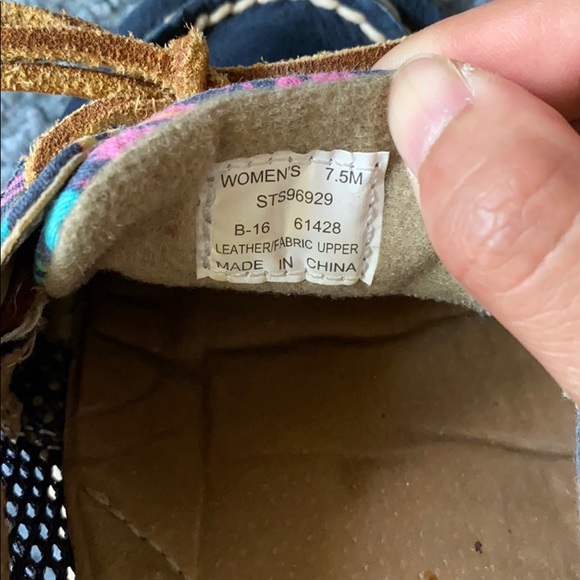 WOMEN'S 7.5M
STS96929
B-16 61428
LEATHER/FABRIC UPPER
MADE IN CHINA